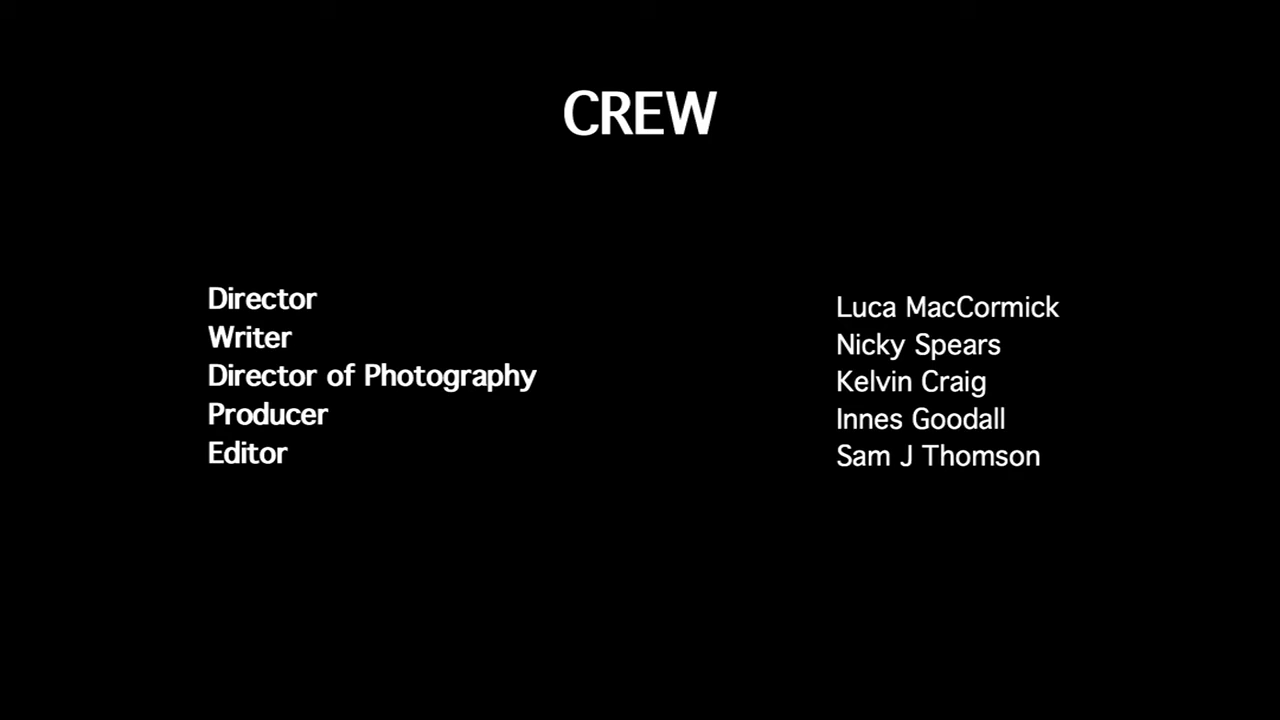 CREW
Director Luca MacCormick
Writer Nicky Spears
Director of Photography Kelvin Craig
Producer Innes Goodall
Editor Sam J Thomson